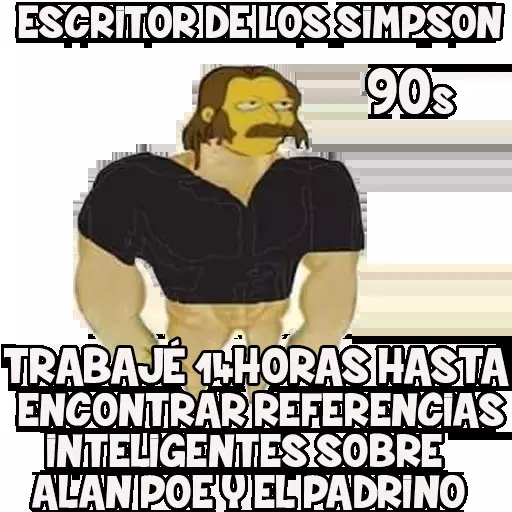 ESCRITOR DE LOS SIMPSON
90s
TRABAJÉ 14HORAS HASTA
ENCONTRAR REFERENCIAS
INTELIGENTES SOBRE
ALAN POE Y EL PADRINO